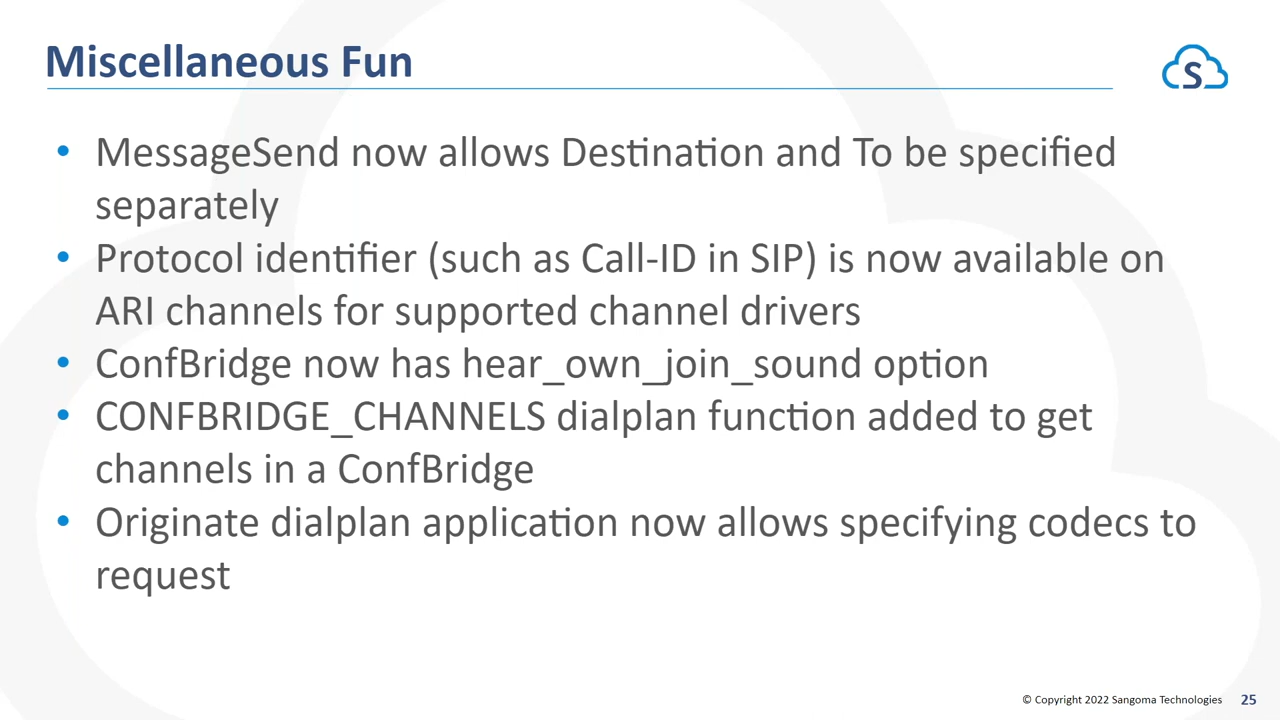 Miscellaneous Fun
S
• MessageSend now allows Destination and To be specified
separately
• Protocol identifier (such as Call-ID in SIP) is now available on
ARI channels for supported channel drivers
• ConfBridge now has hear_own_join_sound option
• CONFBRIDGE_CHANNELS dialplan function added to get
channels in a ConfBridge
• Originate dialplan application now allows specifying codecs to
request
© Copyright 2022 Sangoma Technologies 25